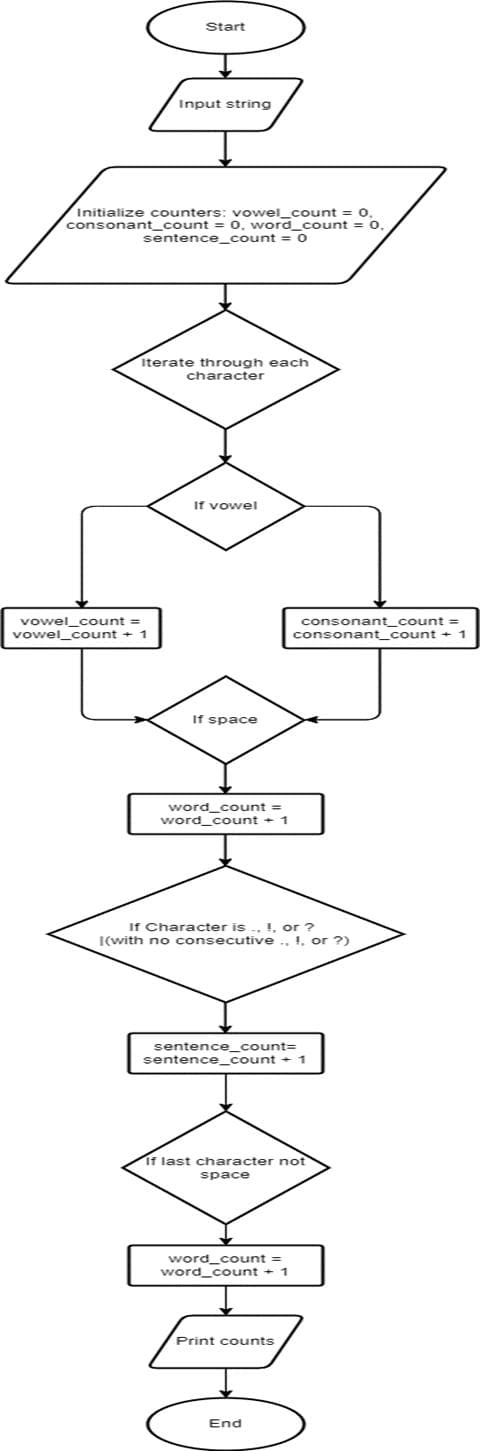 Start
Input string
Initialize counters: vowel_count = 0,
consonant_count = 0, word_count = 0,
sentence_count = 0
Iterate through each
character
If vowel
vowel_count =
vowel_count + 1
consonant_count =
consonant_count + 1
If space
word_count =
word_count + 1
If Character is ., !, or ?
|(with no consecutive ., !, or ?)
sentence_count=
sentence_count + 1
If last character not
space
word_count =
word_count + 1
Print counts
End